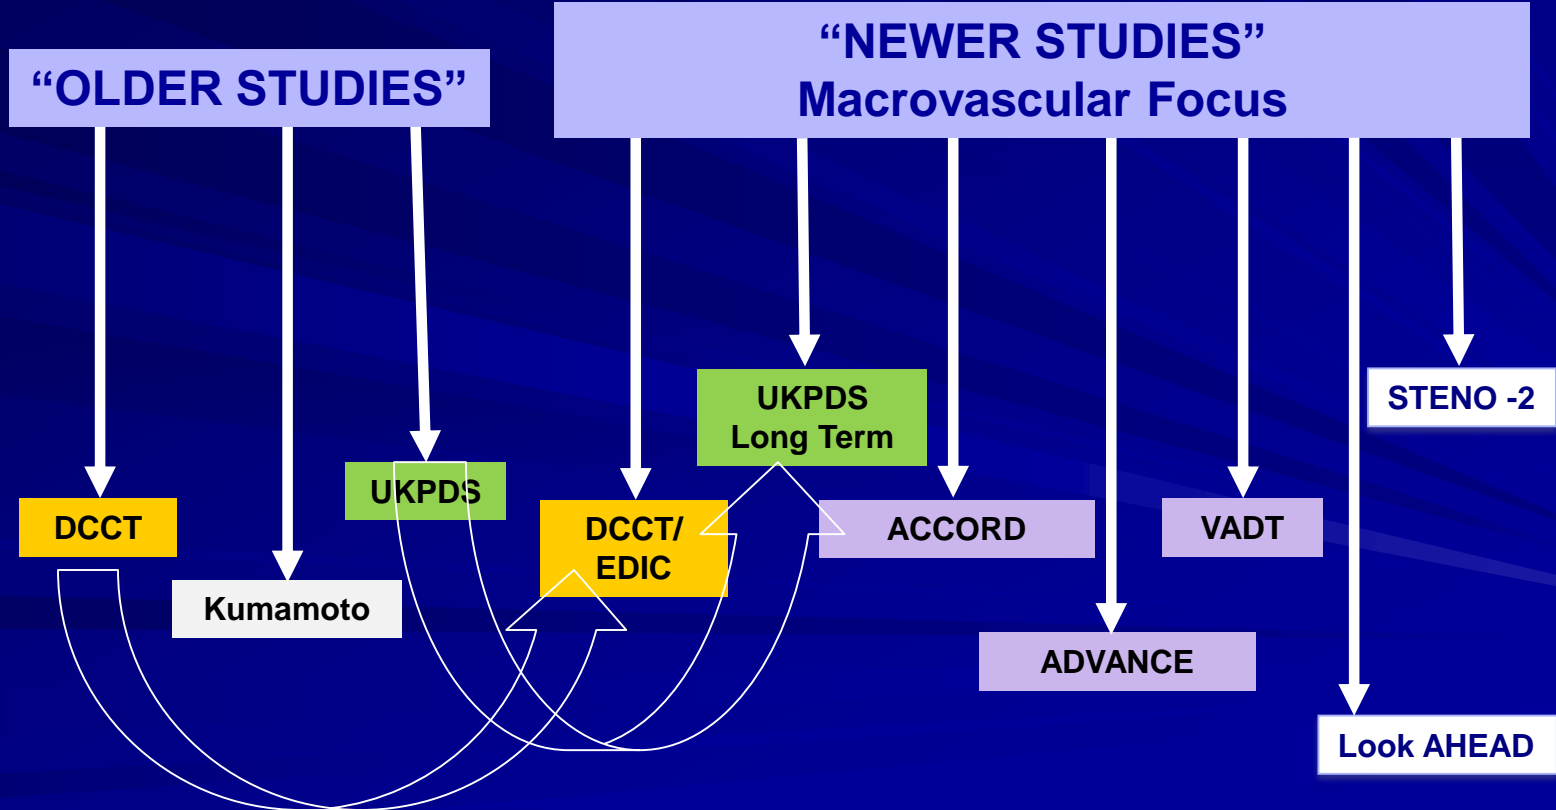 “OLDER STUDIES”
“NEWER STUDIES”
Macrovascular Focus
DCCT
Kumamoto
UKPDS
DCCT/
EDIC
UKPDS
Long Term
ACCORD
ADVANCE
VADT
Look AHEAD
STENO -2